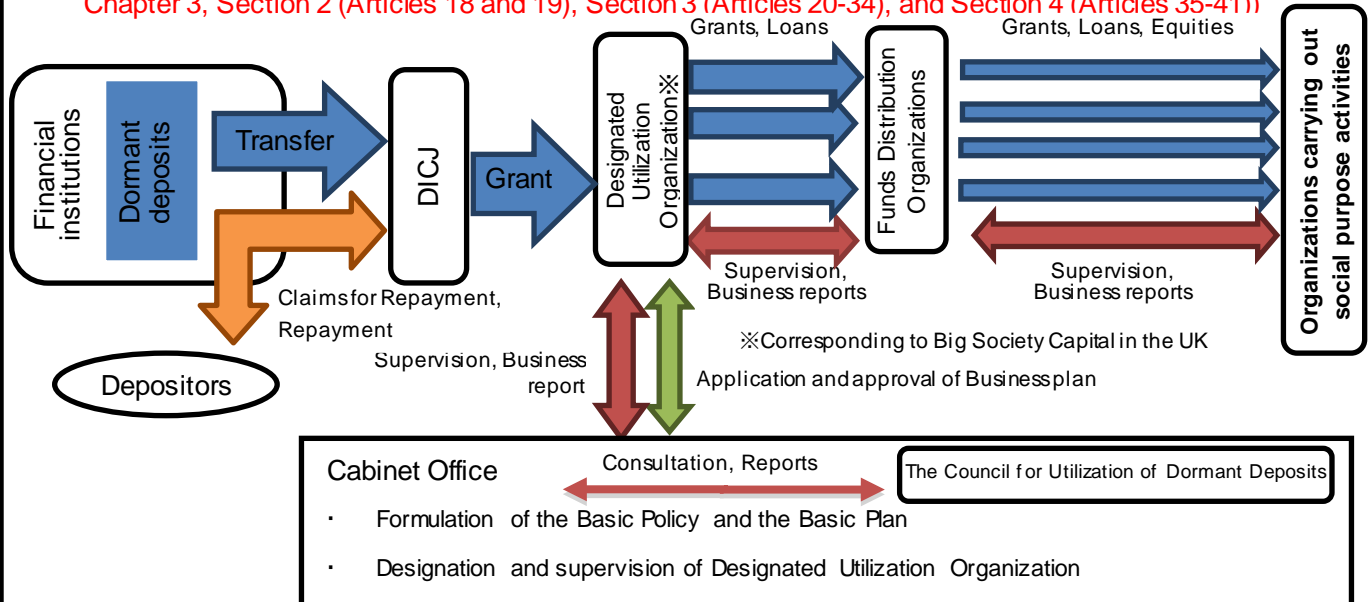 Chapter 3, Section 2 (Articles 18 and 19), Section 3 (Articles 20-34), and Section 4 (Articles 35-41))
Financial
institutions
Dormant
deposits
Transfer
DICJ
Grant
Designated
Utilization
Organization※
Grants, Loans
Funds Distribution
Organizations
Grants, Loans, Equities
Organizations carrying out
social purpose activities
Claims for Repayment,
Repayment
Depositors
Supervision,
Business reports
Supervision,
Business reports
※Corresponding to Big Society Capital in the UK
Supervision, Business
report
Application and approval of Business plan
Cabinet Office
Consultation, Reports
The Council for Utilization of Dormant Deposits
· Formulation of the Basic Policy and the Basic Plan
· Designation and supervision of Designated Utilization Organization